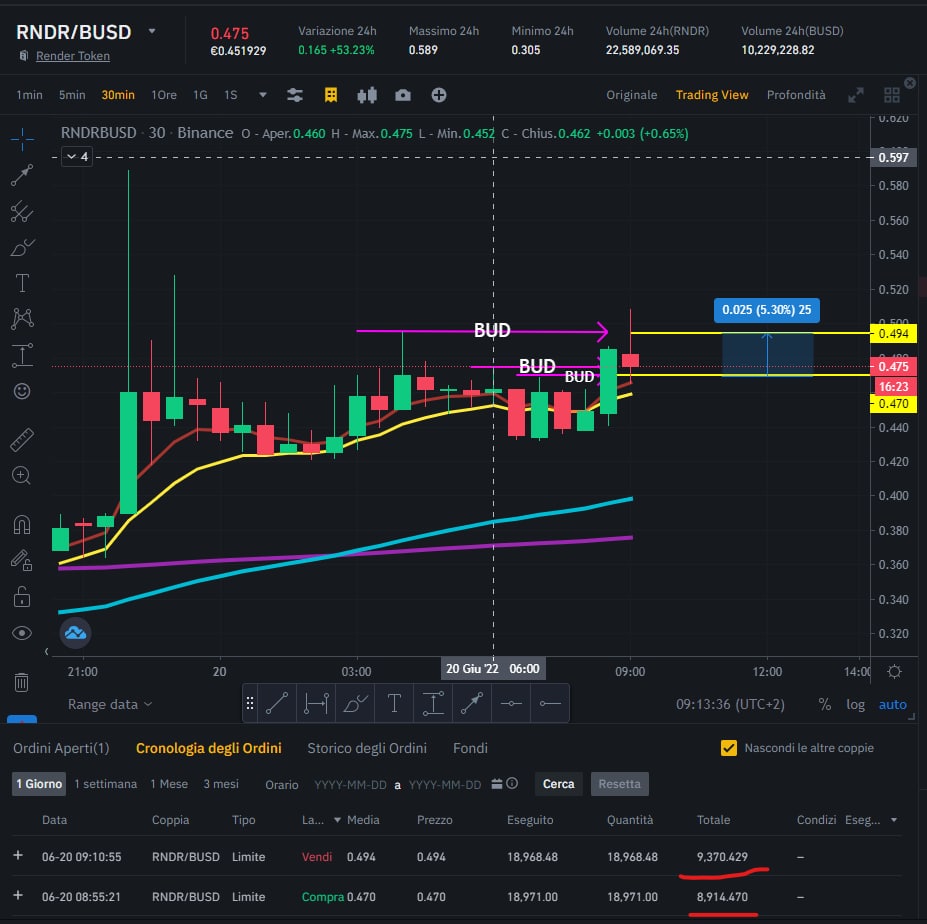 RNDR/BUSD
Render Token
0.475
€0.451929
Variazione 24h
0.165 +53.23%
Massimo 24h
0.589
Minimo 24h
0.305
Volume 24h(RNDR)
22,589,069.35
Volume 24h(BUSD)
10,229,228.82
1min 5min 30min 1Ore 1G 1S
Originale Trading View Profondità
RNDRBUSD · 30 · Binance O - Aper.0.460 H - Max.0.475 L - Min.0.452 C - Chius.0.462 +0.003 (+0.65%)
4
0.620
0.597
0.580
0.560
0.540
0.520
0.025 (5.30%) 25
0.500
0.494
BUD
BUD
BUD
0.480
0.475
16:23
0.470
0.440
0.420
0.400
0.380
0.360
0.340
0.320
21:00 20 03:00 20 Giu '22 06:00 09:00 12:00 14:00
Range data 09:13:36 (UTC+2) % log auto
Ordini Aperti(1) Cronologia degli Ordini Storico degli Ordini Fondi Nascondi le altre coppie
1 Giorno 1 settimana 1 Mese 3 mesi Orario YYYY-MM-DD a YYYY-MM-DD Cerca Resetta
Data Coppia Tipo La... Media Prezzo Eseguito Quantità Totale Condizi Eseg...
06-20 09:10:55 RNDR/BUSD Limite Vendi 0.494 0.494 18,968.48 18,968.48 9,370.429 –
06-20 08:55:21 RNDR/BUSD Limite Compra 0.470 0.470 18,971.00 18,971.00 8,914.470 –